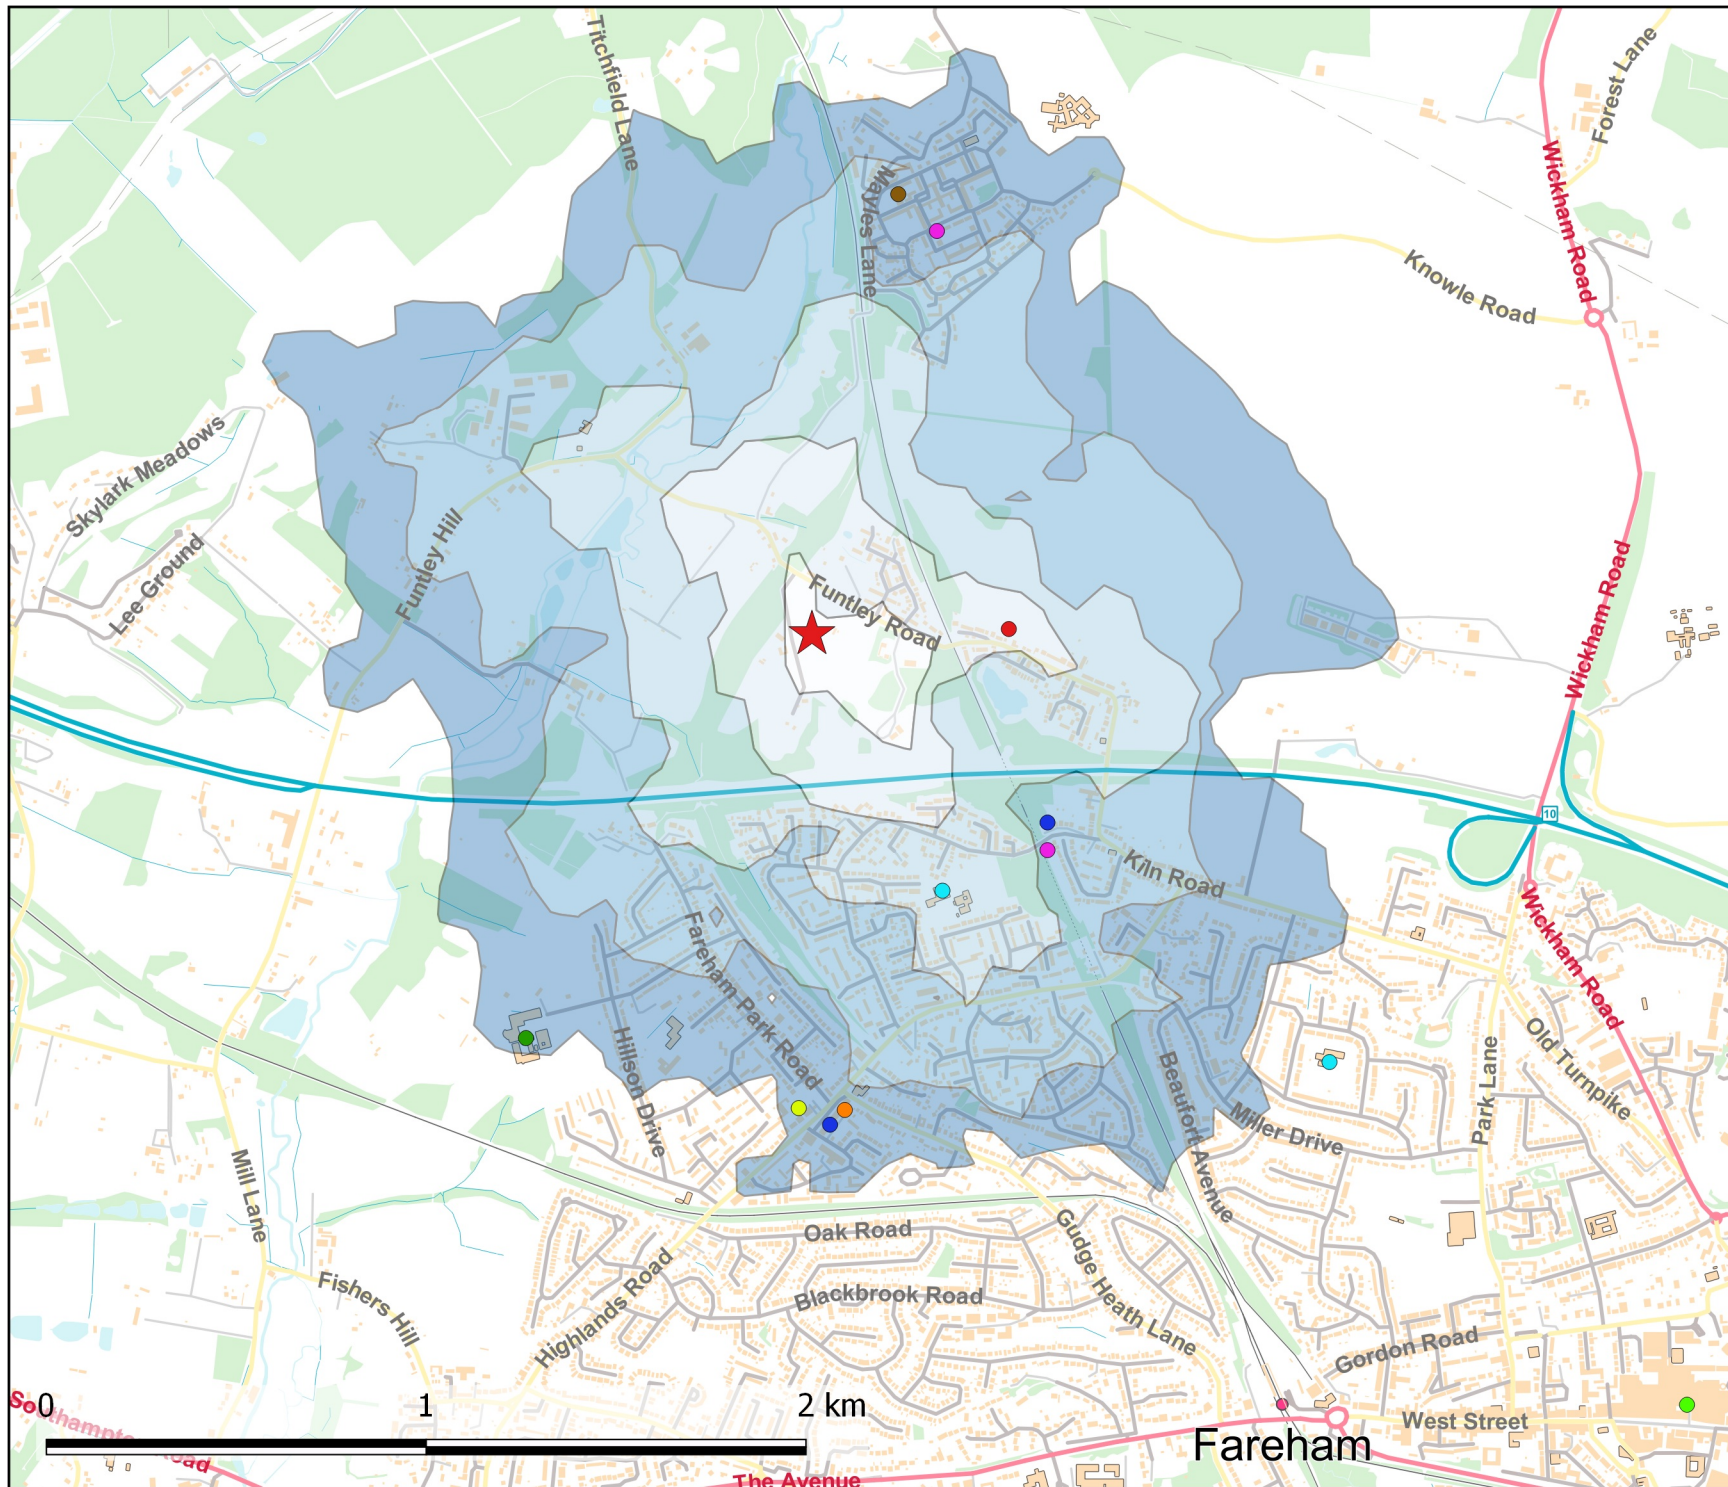 Titchfield Lane
Forest Lane
Wickham Road
Mayles Lane
Knowle Road
Skylark Meadows
Funtley Hill
Lee Ground
Funtley Road
Wickham Road
10
Kiln Road
Wickham Road
Fareham Park Road
Hillson Drive
Old Turnpike
Park Lane
Beaufort Avenue
Miller Drive
Mill Lane
Oak Road
Gudge Heath Lane
Fishers Hill
Highlands Road
Blackbrook Road
Gordon Road
0 1 2 km
Southampton Road
West Street
Fareham
The Avenue